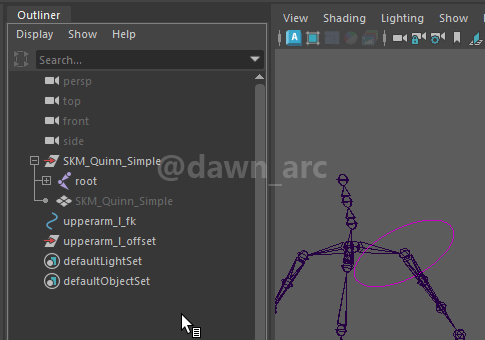 Outliner
Display Show Help
Search...
persp
top
front
side
SKM_Quinn_Simple
root
SKM_Quinn_Simple
upperarm_l_fk
upperarm_l_offset
defaultLightSet
defaultObjectSet
View Shading Lighting Show
A
@dawn_arc